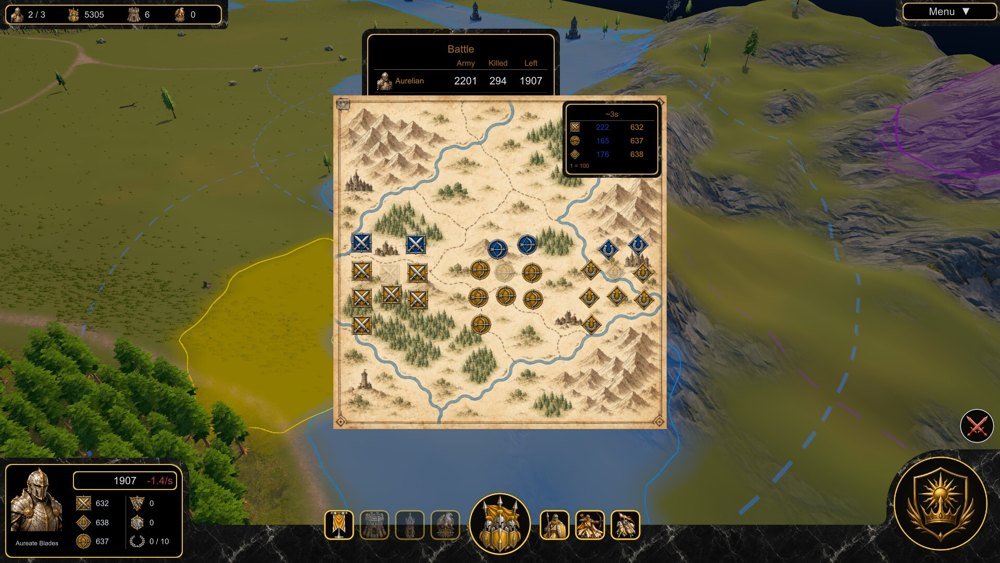 2 / 3 5305 6 0
Menu ▼
Battle
Army Killed Left
Aurelian 2201 294 1907
~3s
222 632
165 637
176 638
1 = 100
1907 -1.4/s
632 0
638 0
637 0 / 10
Aureate Blades